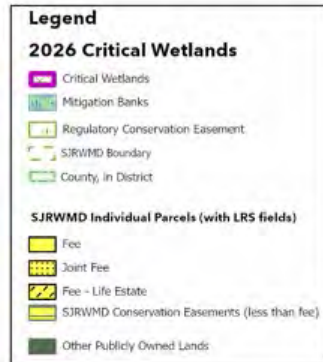 Legend
2026 Critical Wetlands
Critical Wetlands
Mitigation Banks
Regulatory Conservation Easement
SJRWMD Boundary
County, in District
SJRWMD Individual Parcels (with LRS fields)
Fee
Joint Fee
Fee - Life Estate
SJRWMD Conservation Easements (less than fee)
Other Publicly Owned Lands